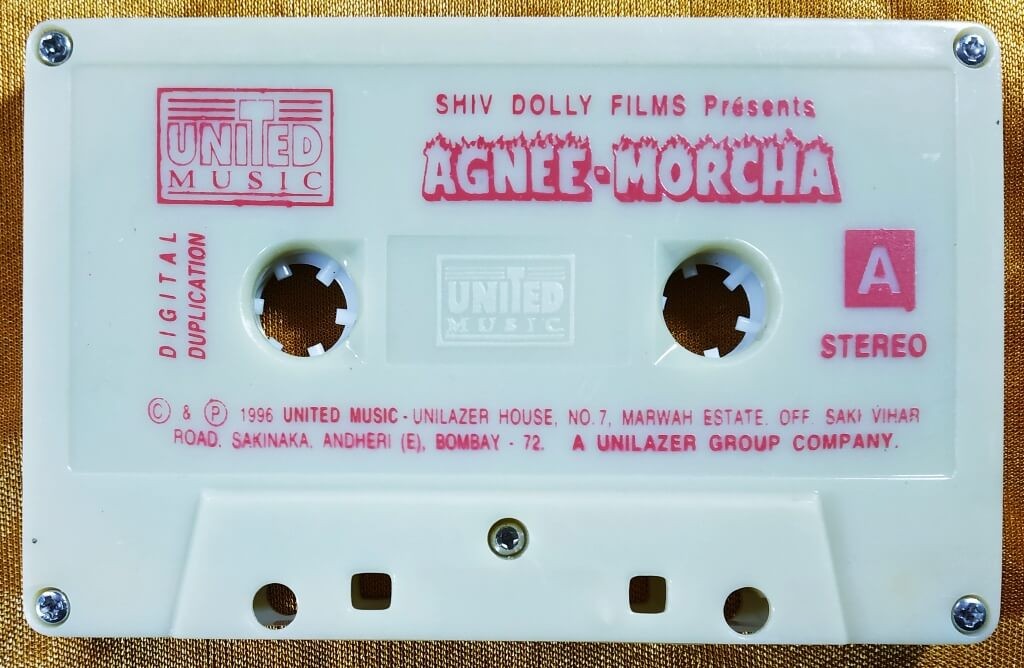 UNITED
MUSIC
SHIV DOLLY FILMS Presents
AGNEE-MORCHA
DIGITAL
DUPLICATION
UNITED
MUSIC
A
STEREO
Ⓒ & Ⓟ 1996 UNITED MUSIC - UNILAZER HOUSE, NO.7, MARWAH ESTATE. OFF. SAKI VIHAR
ROAD. SAKINAKA, ANDHERI (E), BOMBAY - 72. A UNILAZER GROUP COMPANY.